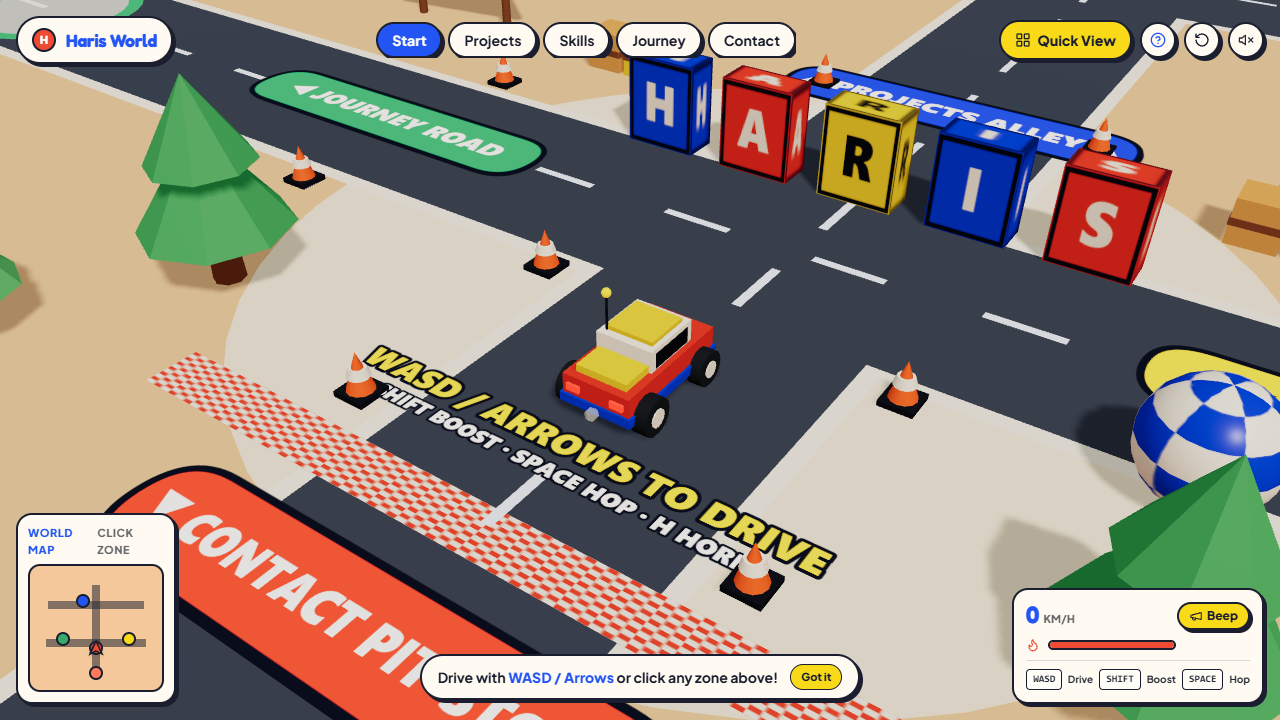 H Haris World
Start
Projects
Skills
Journey
Contact
Quick View
JOURNEY ROAD
PROJECTS ALLEY
H A R I S
WASD / ARROWS TO DRIVE
SHIFT BOOST · SPACE HOP · H HORN
CONTACT PIT STOP
WORLD MAP
CLICK ZONE
Drive with WASD / Arrows or click any zone above!
Got it
0 KM/H
Beep
WASD Drive SHIFT Boost SPACE Hop